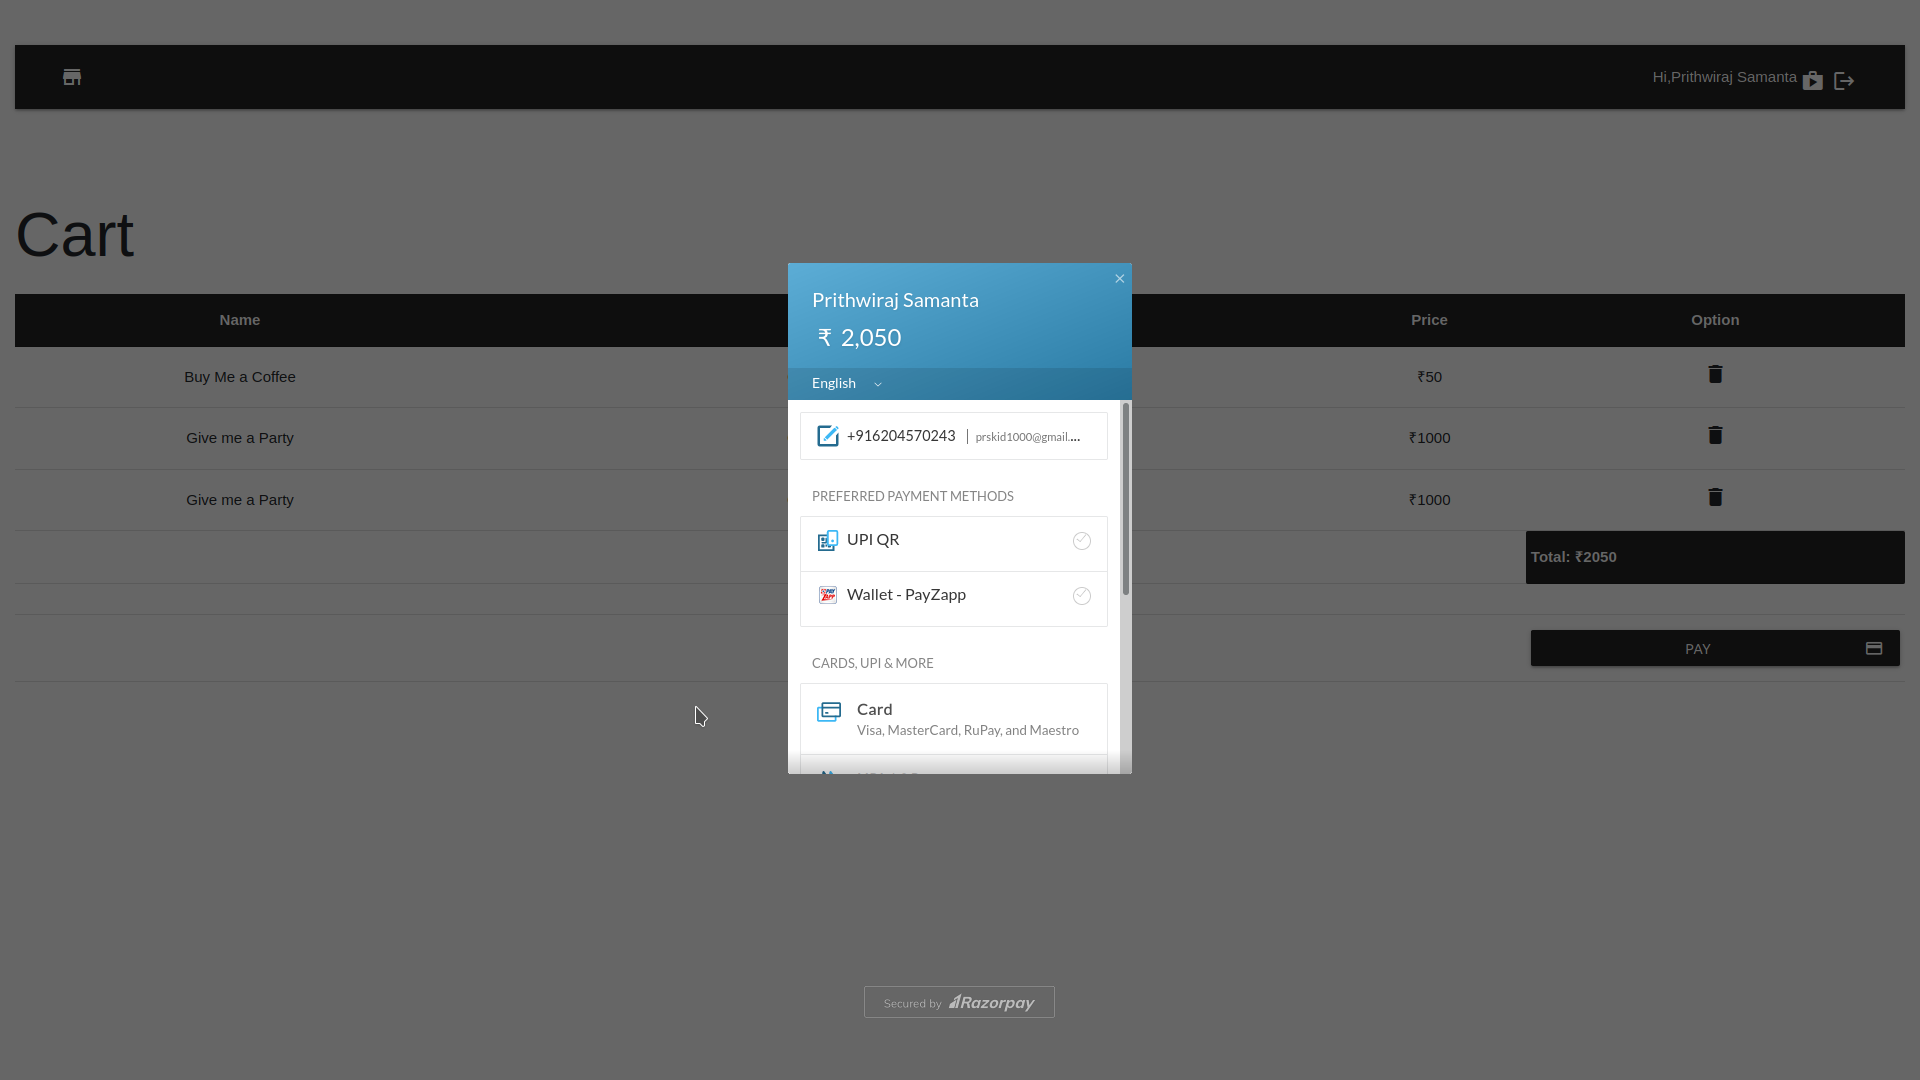 Hi,Prithwiraj Samanta
Cart
Name Price Option
Buy Me a Coffee ₹50
Give me a Party ₹1000
Give me a Party ₹1000
Total: ₹2050
PAY
Prithwiraj Samanta
₹ 2,050
English
+916204570243 | prskid1000@gmail....
PREFERRED PAYMENT METHODS
UPI QR
Wallet - PayZapp
CARDS, UPI & MORE
Card
Visa, MasterCard, RuPay, and Maestro
Secured by Razorpay